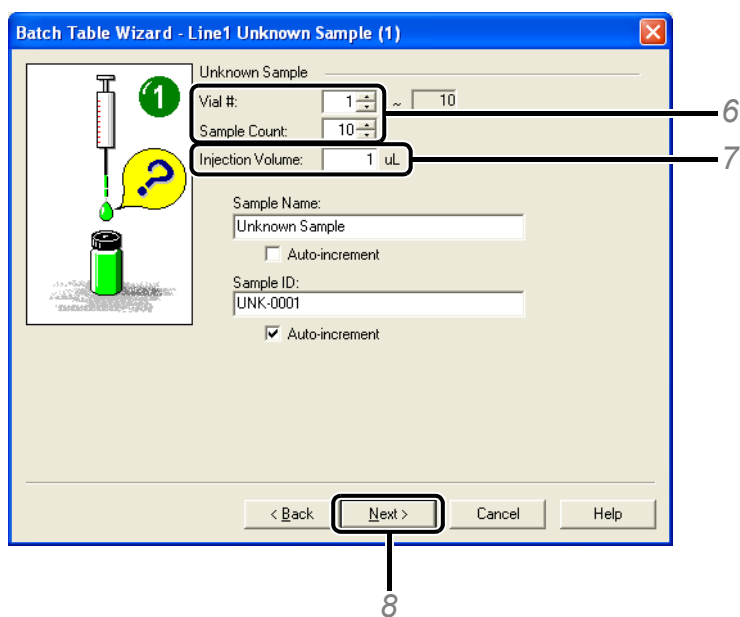 Batch Table Wizard - Line1 Unknown Sample (1)
1
Unknown Sample
Vial #: 1 ~ 10
6
Sample Count: 10
Injection Volume: 1 uL
7
?
Sample Name:
Unknown Sample
Auto-increment
Sample ID:
UNK-0001
Auto-increment
< Back Next > Cancel Help
8